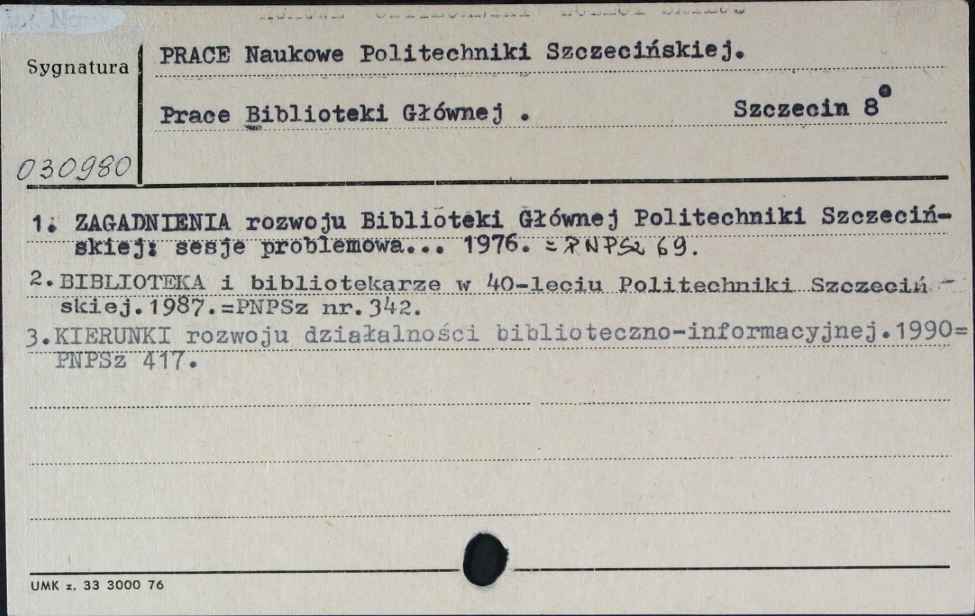 Sygnatura
PRACE Naukowe Politechniki Szczecińskiej.
Prace Biblioteki Głównej . Szczecin 8°
030980
1. ZAGADNIENIA rozwoju Biblioteki Głównej Politechniki Szczeciń-
skiej: sesje problemowa... 1976. = PNPSz 69.
2. BIBLIOTEKA i bibliotekarze w 40-leciu Politechniki Szczeciń-
skiej.1987.=PNPSz nr.342.
3.KIERUNKI rozwoju działalności biblioteczno-informacyjnej.1990=
PNPSz 417.
UMK z. 33 3000 76